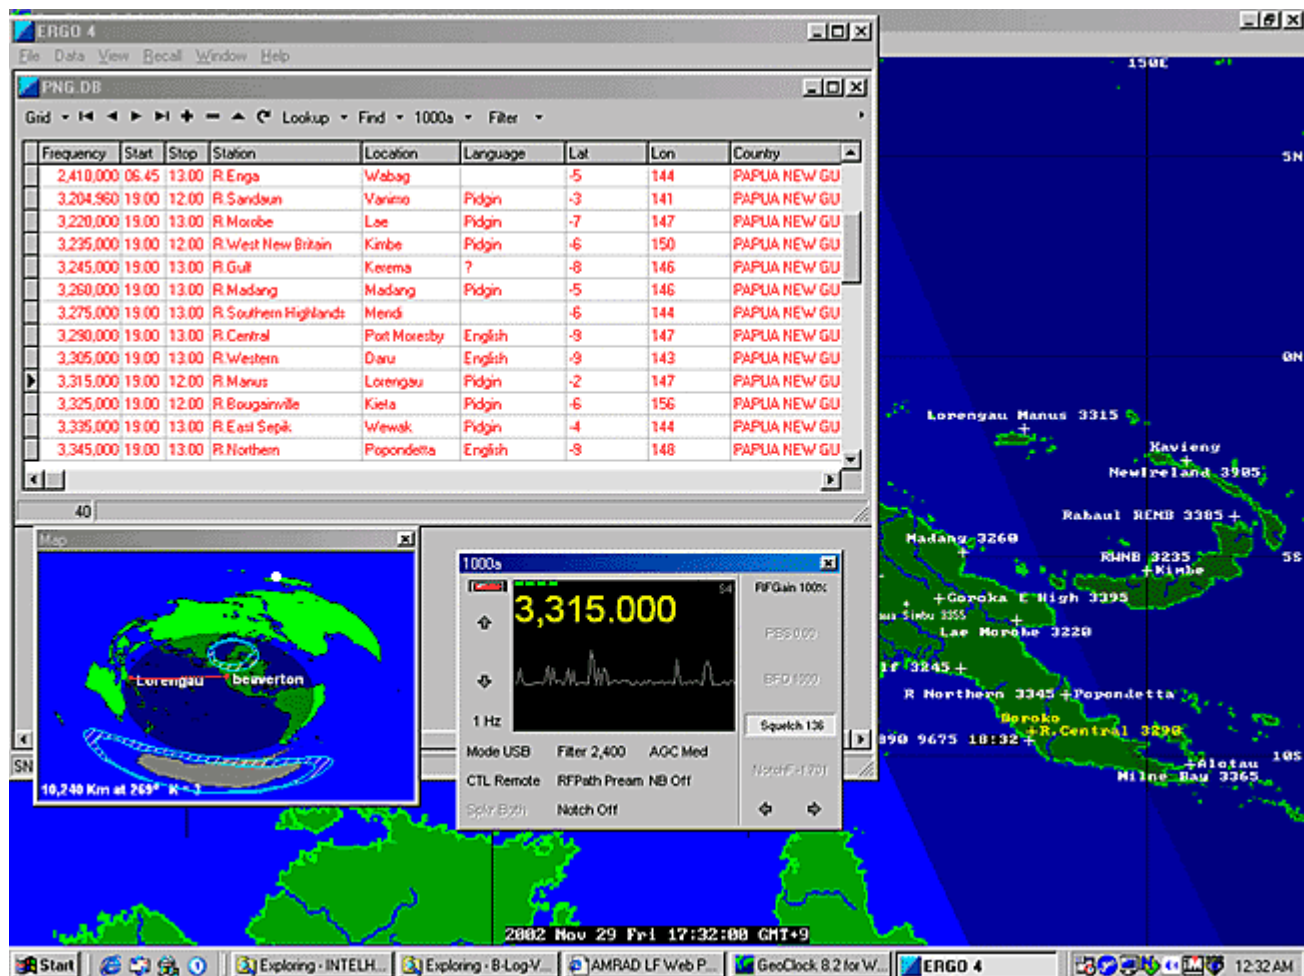 ERGO 4
File Data View Recall Window Help
PNG.DB
Grid Lookup Find 1000a Filter
Frequency Start Stop Station Location Language Lat Lon Country
2,410,000 06.45 13.00 R.Enga Wabag -5 144 PAPUA NEW GU
3,204,960 19.00 12.00 R.Sandaun Vanimo Pidgin -3 141 PAPUA NEW GU
3,220,000 19.00 13.00 R.Morobe Lae Pidgin -7 147 PAPUA NEW GU
3,235,000 19.00 12.00 R.West New Britain Kimbe Pidgin -6 150 PAPUA NEW GU
3,245,000 19.00 13.00 R.Gulf Kerema ? -8 146 PAPUA NEW GU
3,260,000 19.00 13.00 R.Madang Madang Pidgin -5 146 PAPUA NEW GU
3,275,000 19.00 13.00 R.Southern Highlands Mendi -6 144 PAPUA NEW GU
3,290,000 19.00 13.00 R.Central Port Moresby English -9 147 PAPUA NEW GU
3,305,000 19.00 13.00 R.Western Daru English -9 143 PAPUA NEW GU
3,315,000 19.00 12.00 R.Manus Lorengau Pidgin -2 147 PAPUA NEW GU
3,325,000 19.00 12.00 R.Bougainville Kieta Pidgin -6 156 PAPUA NEW GU
3,335,000 19.00 13.00 R.East Sepik Wewak Pidgin -4 144 PAPUA NEW GU
3,345,000 19.00 13.00 R.Northern Popondetta English -9 148 PAPUA NEW GU
40
Map
Lorengau beaverton
10,240 Km at 269° K = 3
SN
1000a
3,315.000
S4
1 Hz
RFGain 100%
PBS 0.00
BFO 1500
Squelch 136
Mode USB Filter 2,400 AGC Med
CTL Remote RFPath Pream NB Off
Spkr Both Notch Off
150E
5N
0N
Lorengau Manus 3315
Kavieng
NewIreland 3905
Rabaul RENB 3385
Madang 3260
RWNB 3235
5S
Kimbe
Goroka E High 3395
Simbu 3355
Lae Morobe 3220
lf 3245
R Northern 3345 Popondetta
Boroko
R.Central 3290
890 9675 18:32
Alotau
10S
Milne Bay 3365
2002 Nov 29 Fri 17:32:00 GMT+9
Start Exploring - INTELH... Exploring - B-Log-V... AMRAD LF Web P... GeoClock 8.2 for W... ERGO 4 12:32 AM